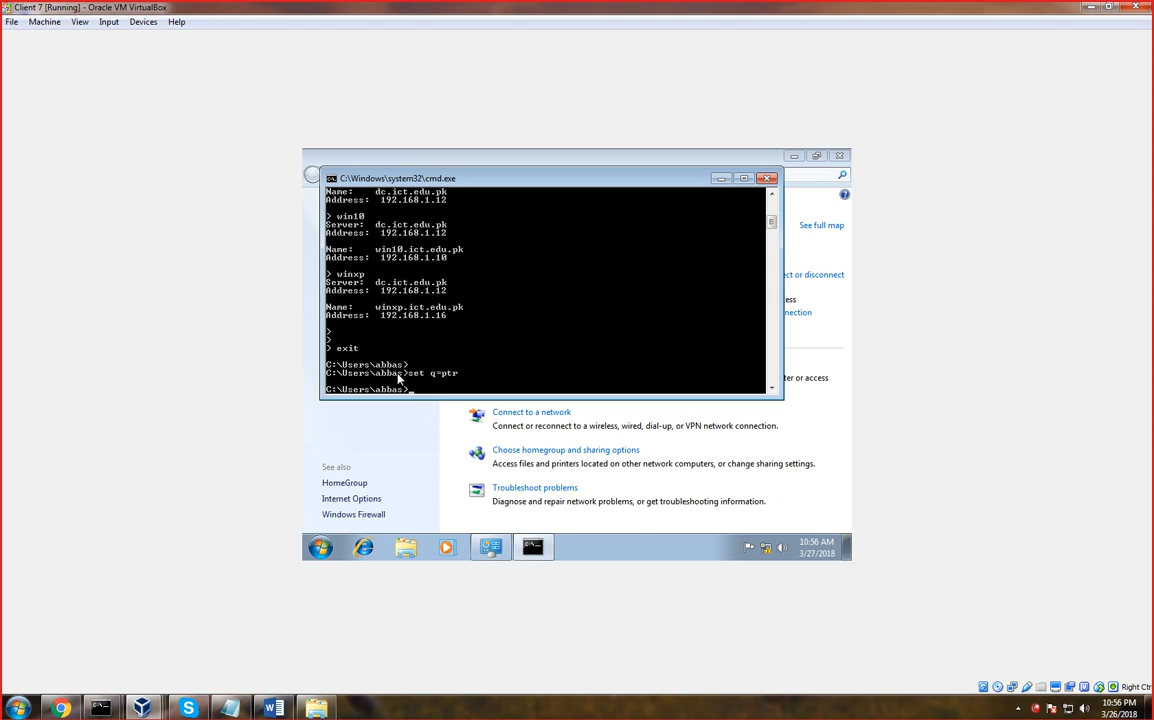 Client 7 [Running] - Oracle VM VirtualBox
File Machine View Input Devices Help
C:\Windows\system32\cmd.exe
Name: dc.ict.edu.pk
Address: 192.168.1.12
> win10
Server: dc.ict.edu.pk
Address: 192.168.1.12
Name: win10.ict.edu.pk
Address: 192.168.1.10
> winxp
Server: dc.ict.edu.pk
Address: 192.168.1.12
Name: winxp.ict.edu.pk
Address: 192.168.1.16
>
>
> exit
C:\Users\abbas>
C:\Users\abbas>set q=ptr
C:\Users\abbas>_
See full map
ect or disconnect
ess
onnection
ter or access
Connect to a network
Connect or reconnect to a wireless, wired, dial-up, or VPN network connection.
Choose homegroup and sharing options
Access files and printers located on other network computers, or change sharing settings.
Troubleshoot problems
Diagnose and repair network problems, or get troubleshooting information.
See also
HomeGroup
Internet Options
Windows Firewall
10:56 AM
3/27/2018
Right Ctr
10:56 PM
3/26/2018